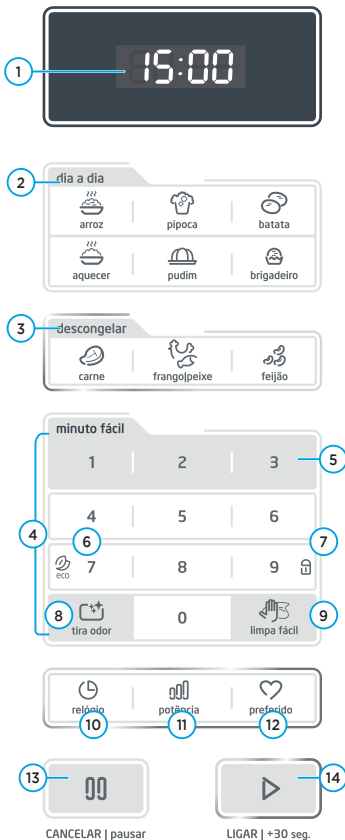 1
15:00
2
dia a dia
arroz
pipoca
batata
aquecer
pudim
brigadeiro
3
descongelar
carne
frango|peixe
feijão
minuto fácil
1
2
3
5
4
4
5
6
6
7
eco
7
8
9
8
tira odor
0
limpa fácil
9
relógio
potência
preferido
10
11
12
13
14
CANCELAR | pausar
LIGAR | +30 seg.